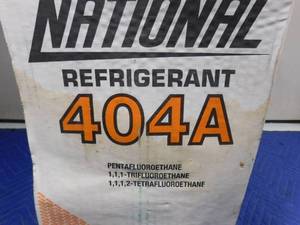 NATIONAL
REFRIGERANT
404A
PENTAFLUOROETHANE
1,1,1-TRIFLUOROETHANE
1,1,1,2-TETRAFLUOROETHANE